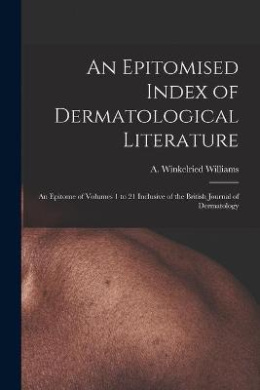 An Epitomised
Index of
Dermatological
Literature
An Epitome of Volumes 1 to 21 Inclusive of the British Journal of
Dermatology
A. Winkelried Williams